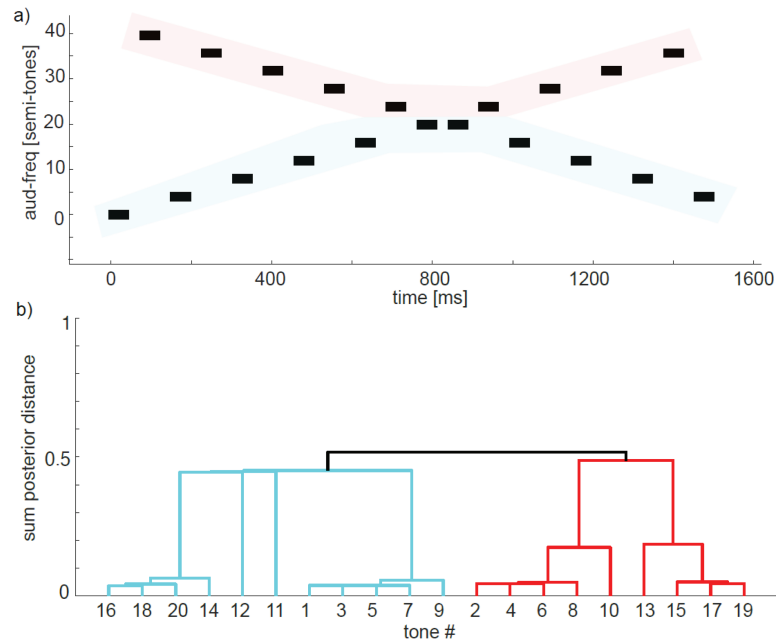 a)
40
30
20
10
0
aud-freq [semi-tones]
0 400 800 1200 1600
time [ms]
b)
1
0.5
0
sum posterior distance
16 18 20 14 12 11 1 3 5 7 9 2 4 6 8 10 13 15 17 19
tone #